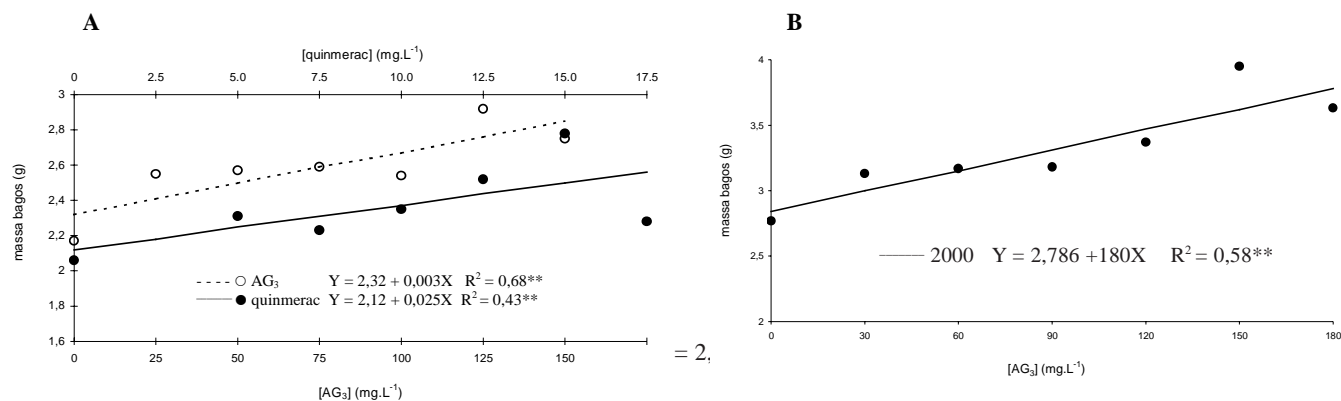 A
[quinmerac] (mg.L⁻¹)
0 2.5 5.0 7.5 10.0 12.5 15.0 17.5
3
2,8
2,6
2,4
2,2
2
1,8
1,6
massa bagos (g)
AG₃ Y = 2,32 + 0,003X R² = 0,68**
quinmerac Y = 2,12 + 0,025X R² = 0,43**
0 25 50 75 100 125 150
[AG₃] (mg.L⁻¹)
= 2,
B
4
3,5
3
2,5
2
massa bagos (g)
2000 Y = 2,786 +180X R² = 0,58**
0 30 60 90 120 150 180
[AG₃] (mg.L⁻¹)